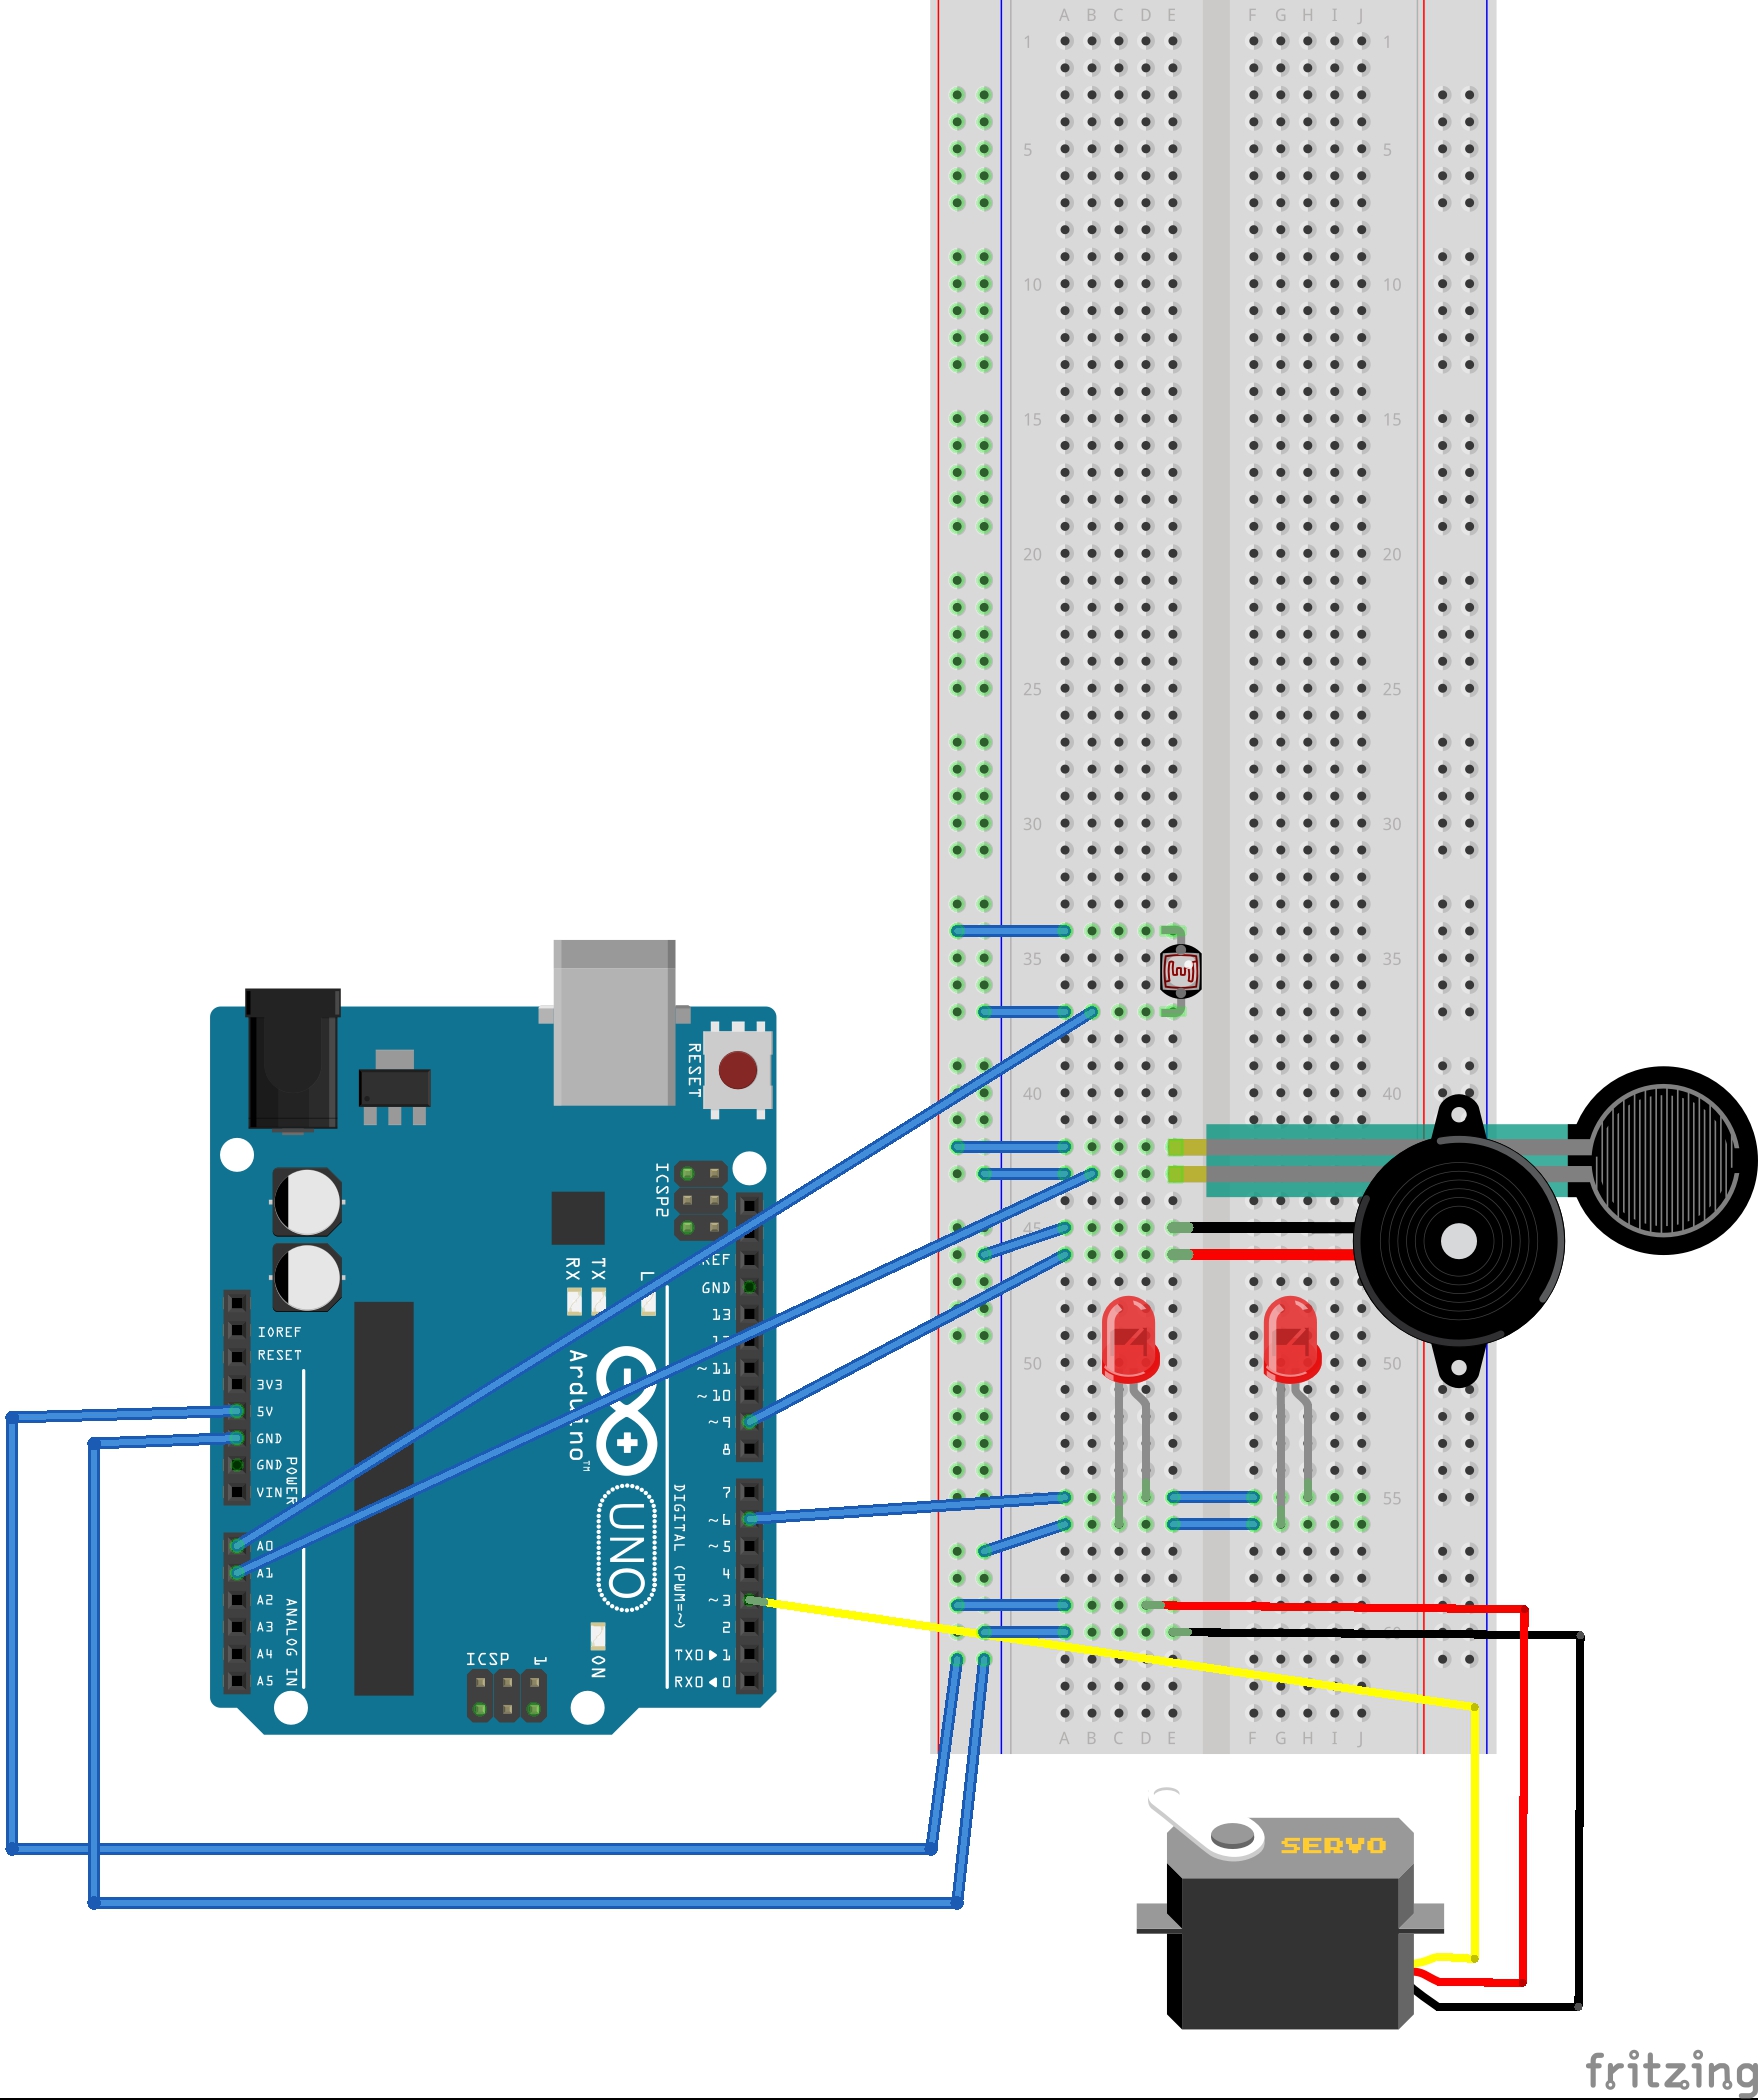 A B C D E F G H I J
1 1
5 5
10 10
15 15
20 20
25 25
30 30
35 35
40 40
45
50 50
55 55
A B C D E F G H I J
RESET
ICSP2
REF
GND
13
~11
~10
~9
8
7
~6
~5
4
~3
2
TX0▶1
RX0◀0
DIGITAL (PWM=~)
RX
TX
L
IOREF
RESET
3V3
5V
GND
GND
VIN
POWER
A0
A1
A2
A3
A4
A5
ANALOG IN
Arduino™
UNO
ICSP
1
ON
SERVO
fritzing